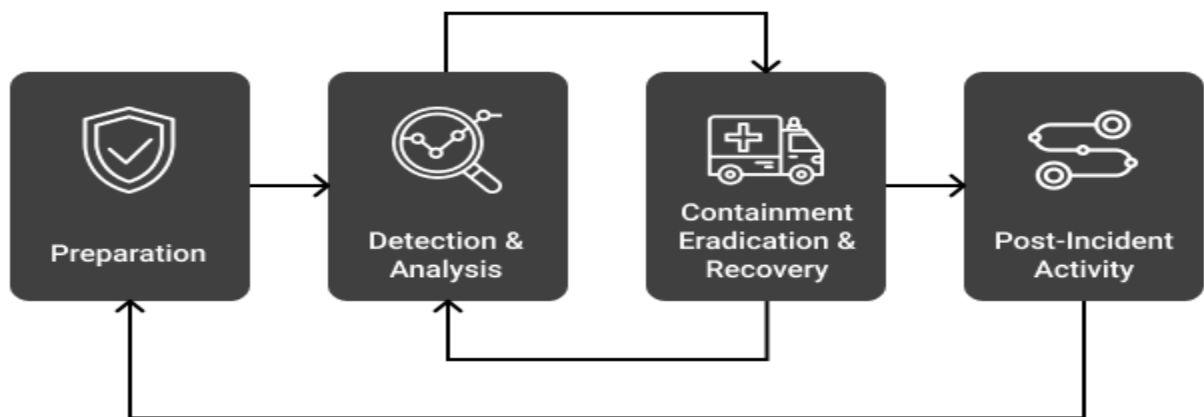 Preparation
Detection &
Analysis
Containment
Eradication &
Recovery
Post-Incident
Activity